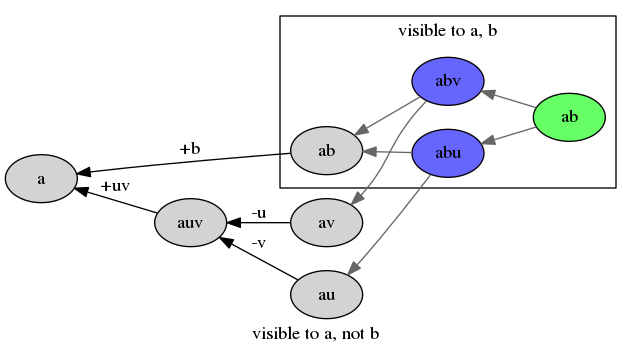 visible to a, b
abv
ab
+b
ab
abu
a
+uv
auv
-u
av
-v
au
visible to a, not b